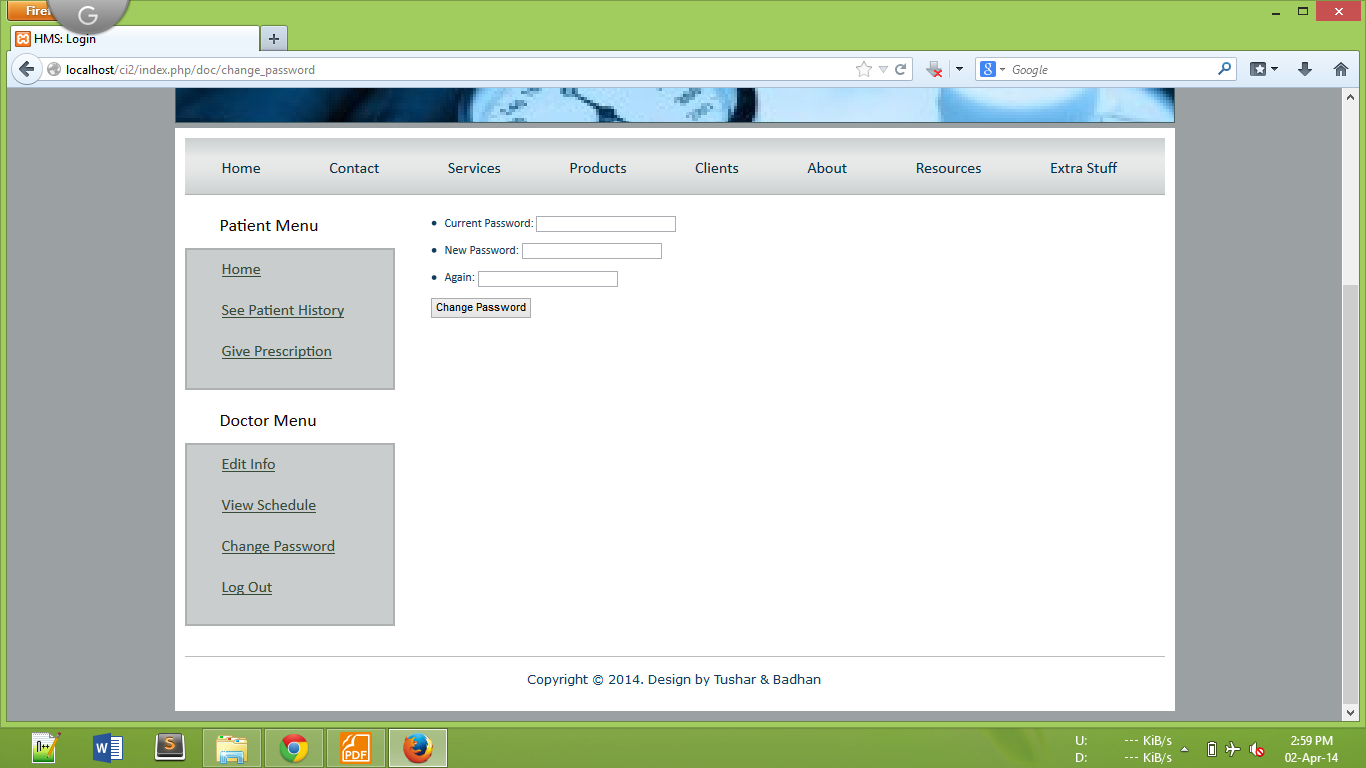 Firef
G
HMS: Login
localhost/ci2/index.php/doc/change_password
Google
Home Contact Services Products Clients About Resources Extra Stuff
Patient Menu
Home
See Patient History
Give Prescription
Doctor Menu
Edit Info
View Schedule
Change Password
Log Out
Current Password:
New Password:
Again:
Change Password
Copyright © 2014. Design by Tushar & Badhan
U: --- KiB/s
D: --- KiB/s
2:59 PM
02-Apr-14
PDF